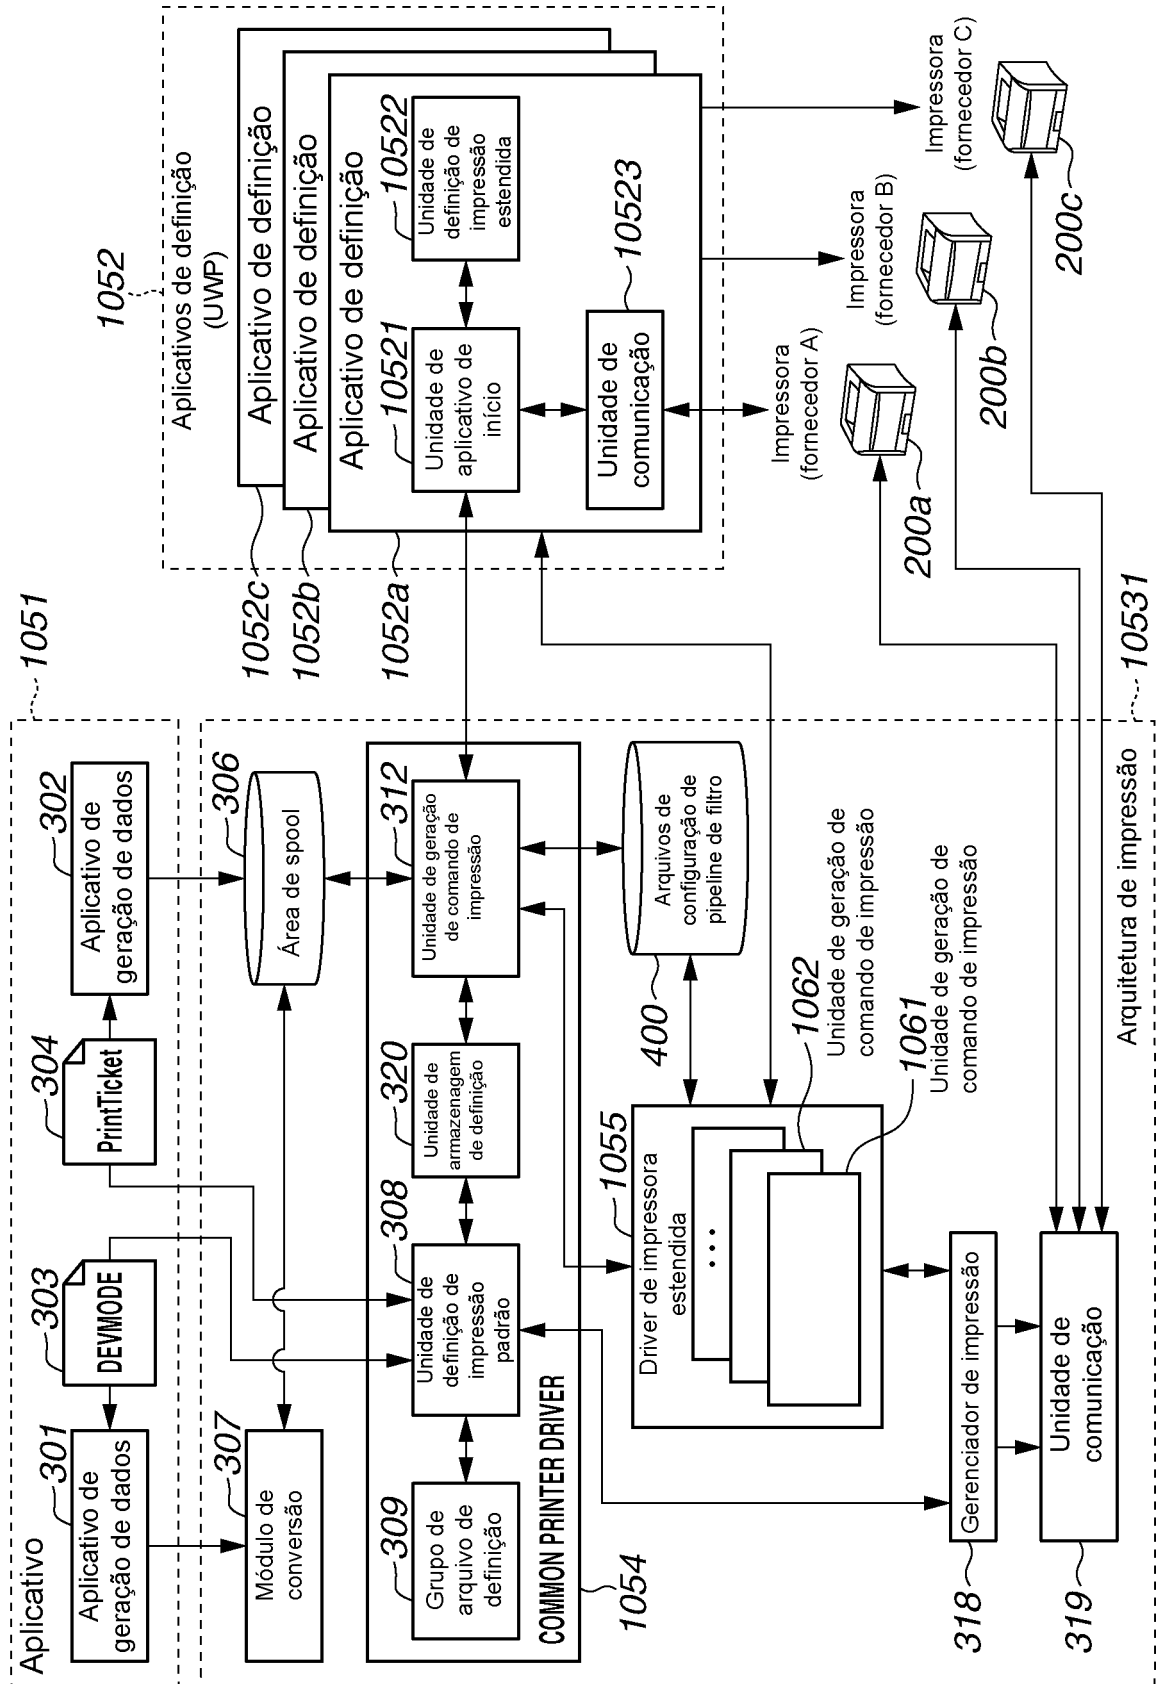 Aplicativo
1051
301
Aplicativo de
geração de dados
303
DEVMODE
304
PrintTicket
302
Aplicativo de
geração de dados
307
Módulo de
conversão
306
Área de spool
309
Grupo de
arquivo de
definição
308
Unidade de
definição de
impressão
padrão
320
Unidade de
armazenagem
de definição
312
Unidade de geração
de comando de
impressão
COMMON PRINTER DRIVER
1054
400
Arquivos de
configuração de
pipeline de filtro
1055
Driver de impressora
estendida
...
1062
Unidade de geração de
comando de impressão
1061
Unidade de geração de
comando de impressão
318
Gerenciador de impressão
319
Unidade de
comunicação
Arquitetura de impressão
10531
1052
Aplicativos de definição
(UWP)
1052c
Aplicativo de definição
1052b
Aplicativo de definição
1052a
Aplicativo de definição
10521
Unidade de
aplicativo de
início
10522
Unidade de
definição de
impressão
estendida
10523
Unidade de
comunicação
Impressora
(fornecedor A)
200a
Impressora
(fornecedor B)
200b
Impressora
(fornecedor C)
200c